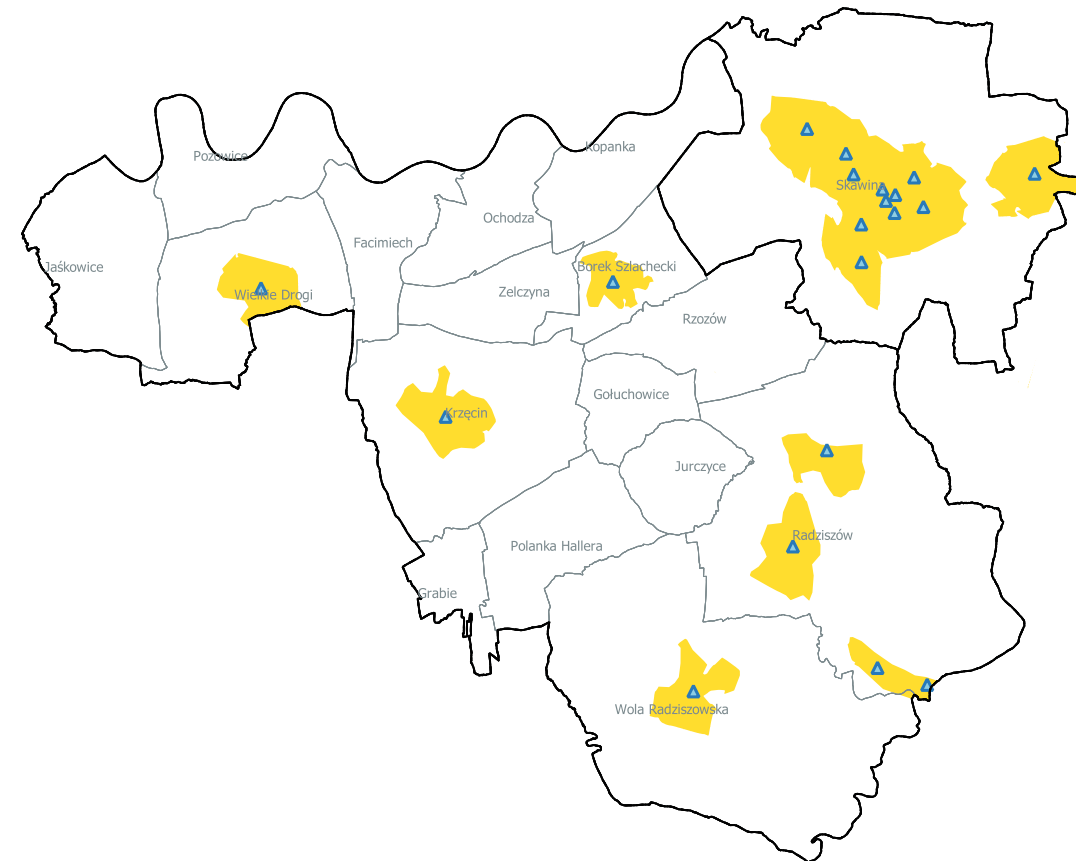 Kopanka
Pozowice
Skawina
Ochodza
Facimiech
Jaśkowice
Borek Szlachecki
Wielkie Drogi
Zelczyna
Rzozów
Gołuchowice
Krzęcin
Jurczyce
Radziszów
Polanka Hallera
Grabie
Wola Radziszowska